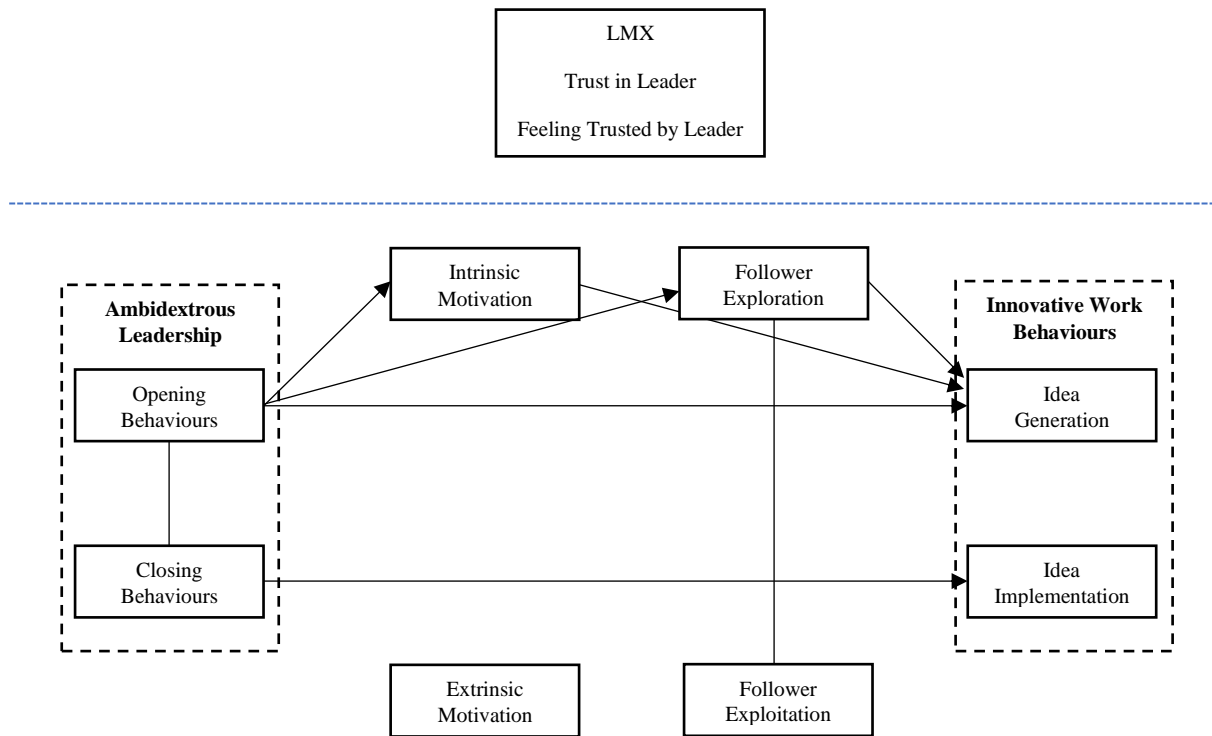 LMX
Trust in Leader
Feeling Trusted by Leader
Intrinsic
Motivation
Follower
Exploration
Ambidextrous
Leadership
Opening
Behaviours
Closing
Behaviours
Innovative Work
Behaviours
Idea
Generation
Idea
Implementation
Extrinsic
Motivation
Follower
Exploitation